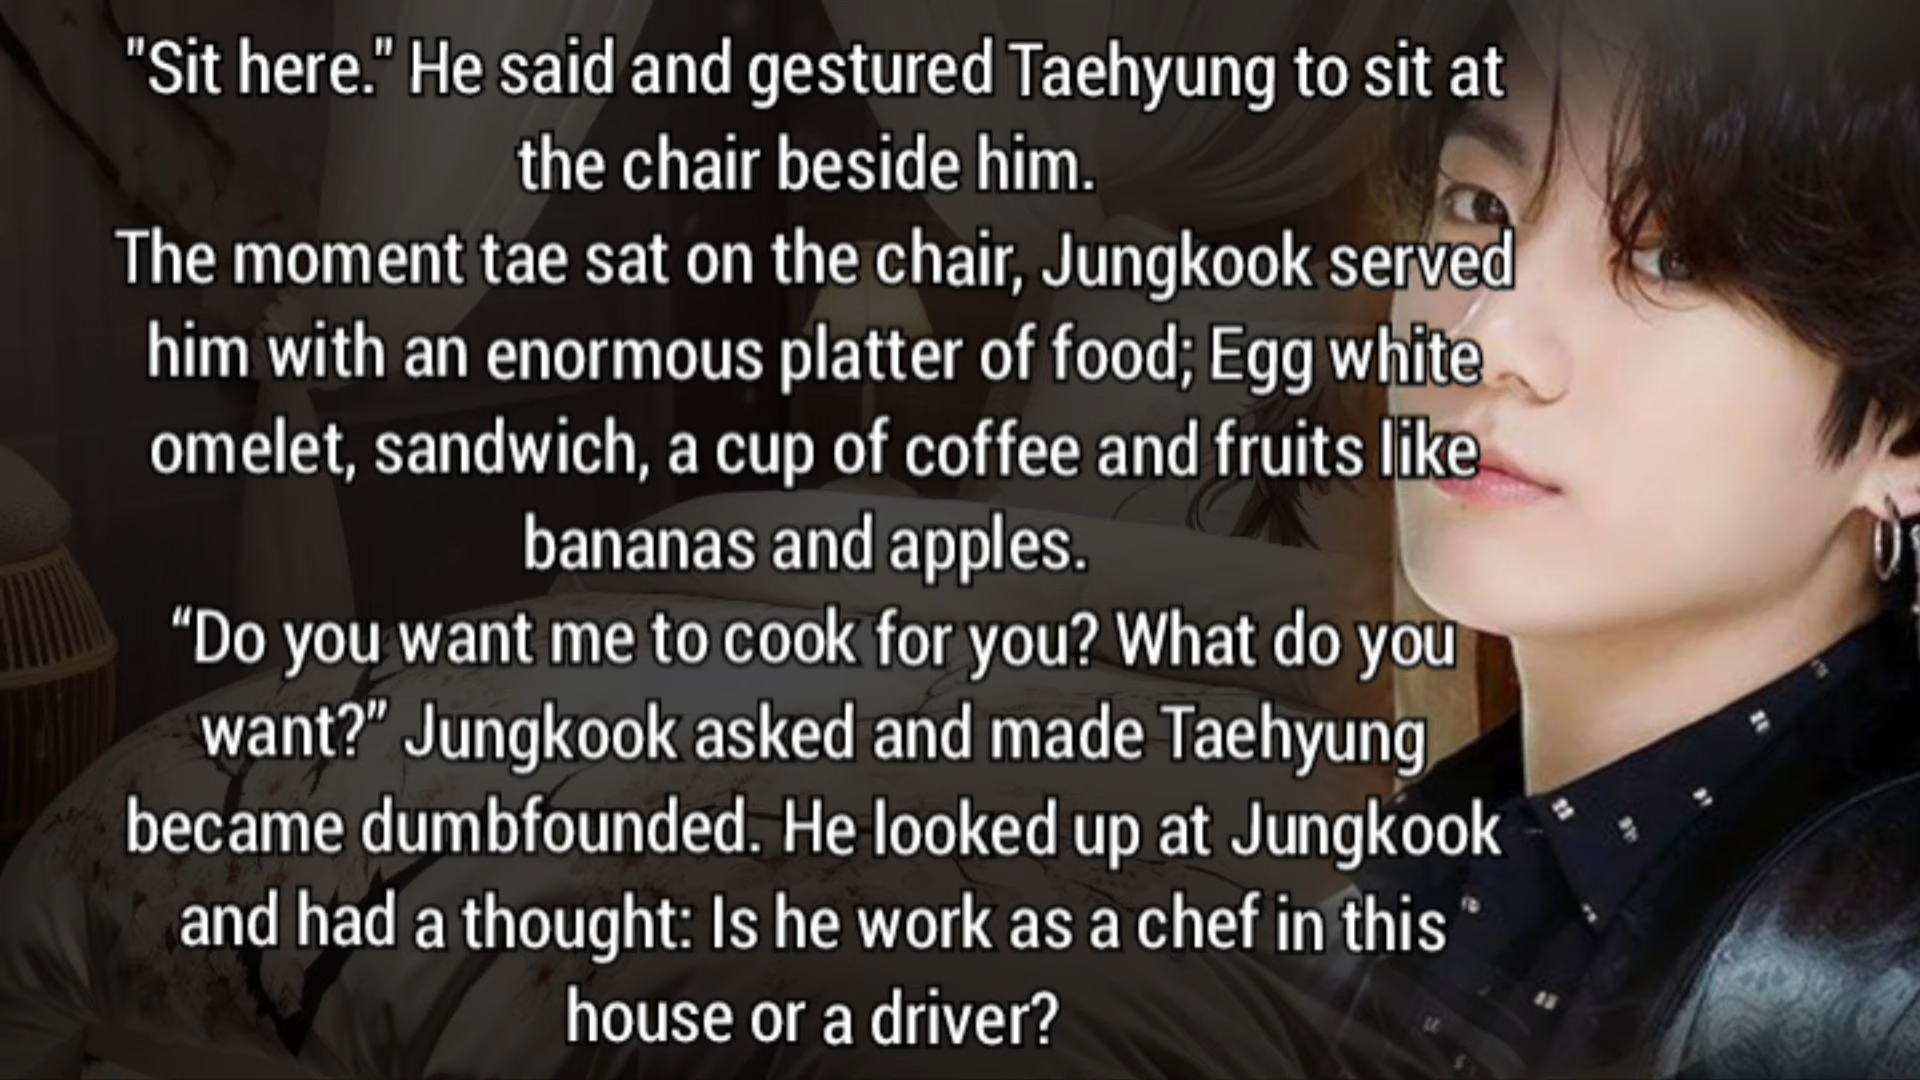 "Sit here." He said and gestured Taehyung to sit at
the chair beside him.
The moment tae sat on the chair, Jungkook served
him with an enormous platter of food; Egg white
omelet, sandwich, a cup of coffee and fruits like
bananas and apples.
“Do you want me to cook for you? What do you
want?” Jungkook asked and made Taehyung
became dumbfounded. He looked up at Jungkook
and had a thought: Is he work as a chef in this
house or a driver?